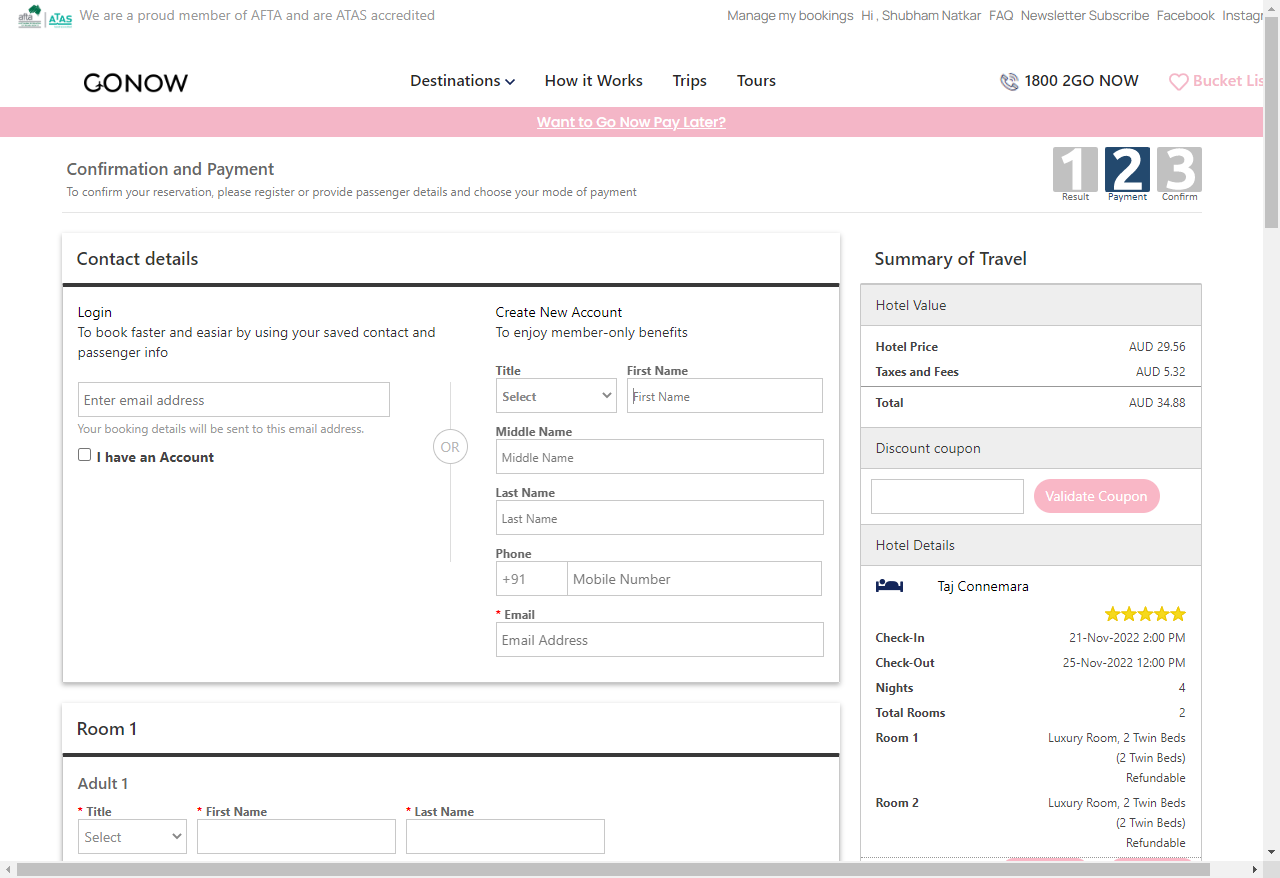 afta ATAS We are a proud member of AFTA and are ATAS accredited
Manage my bookings Hi , Shubham Natkar FAQ Newsletter Subscribe Facebook Instagr
GONOW Destinations How it Works Trips Tours 1800 2GO NOW Bucket Lis
Want to Go Now Pay Later?
Confirmation and Payment
To confirm your reservation, please register or provide passenger details and choose your mode of payment
1 2 3
Result Payment Confirm
Contact details
Login
To book faster and easiar by using your saved contact and
passenger info
Enter email address
Your booking details will be sent to this email address.
I have an Account
OR
Create New Account
To enjoy member-only benefits
Title First Name
Select First Name
Middle Name
Middle Name
Last Name
Last Name
Phone
+91 Mobile Number
* Email
Email Address
Room 1
Adult 1
* Title * First Name * Last Name
Select
Summary of Travel
Hotel Value
Hotel Price AUD 29.56
Taxes and Fees AUD 5.32
Total AUD 34.88
Discount coupon
Validate Coupon
Hotel Details
Taj Connemara
Check-In 21-Nov-2022 2:00 PM
Check-Out 25-Nov-2022 12:00 PM
Nights 4
Total Rooms 2
Room 1 Luxury Room, 2 Twin Beds
(2 Twin Beds)
Refundable
Room 2 Luxury Room, 2 Twin Beds
(2 Twin Beds)
Refundable